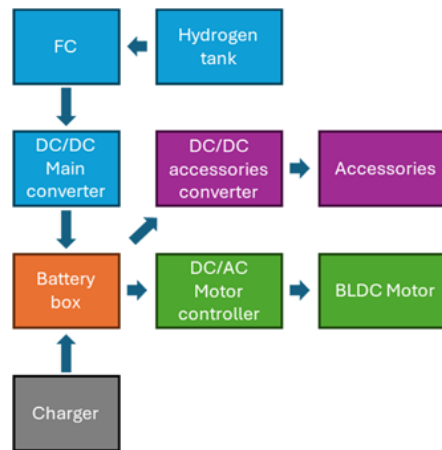 FC
Hydrogen
tank
DC/DC
Main
converter
DC/DC
accessories
converter
Accessories
Battery
box
DC/AC
Motor
controller
BLDC Motor
Charger